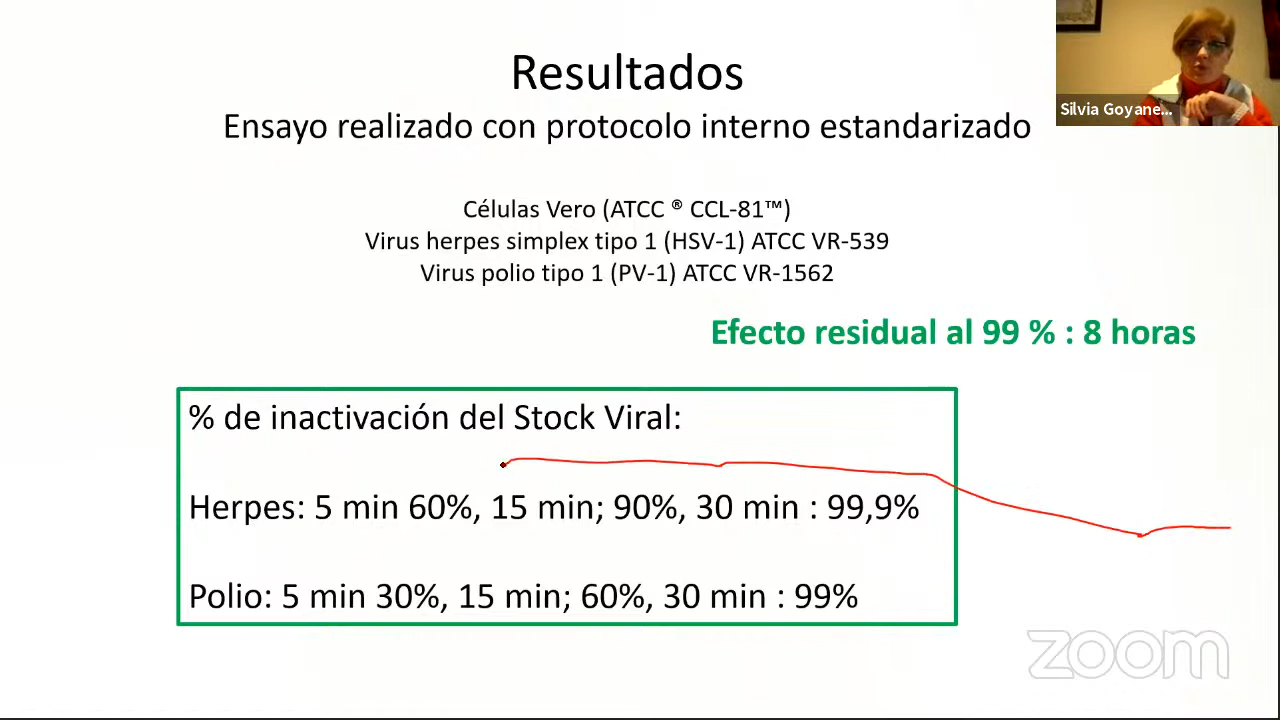 Resultados
Silvia Goyane...
Ensayo realizado con protocolo interno estandarizado
Células Vero (ATCC ® CCL-81™)
Virus herpes simplex tipo 1 (HSV-1) ATCC VR-539
Virus polio tipo 1 (PV-1) ATCC VR-1562
Efecto residual al 99 % : 8 horas
% de inactivación del Stock Viral:
Herpes: 5 min 60%, 15 min; 90%, 30 min : 99,9%
Polio: 5 min 30%, 15 min; 60%, 30 min : 99%
zoom